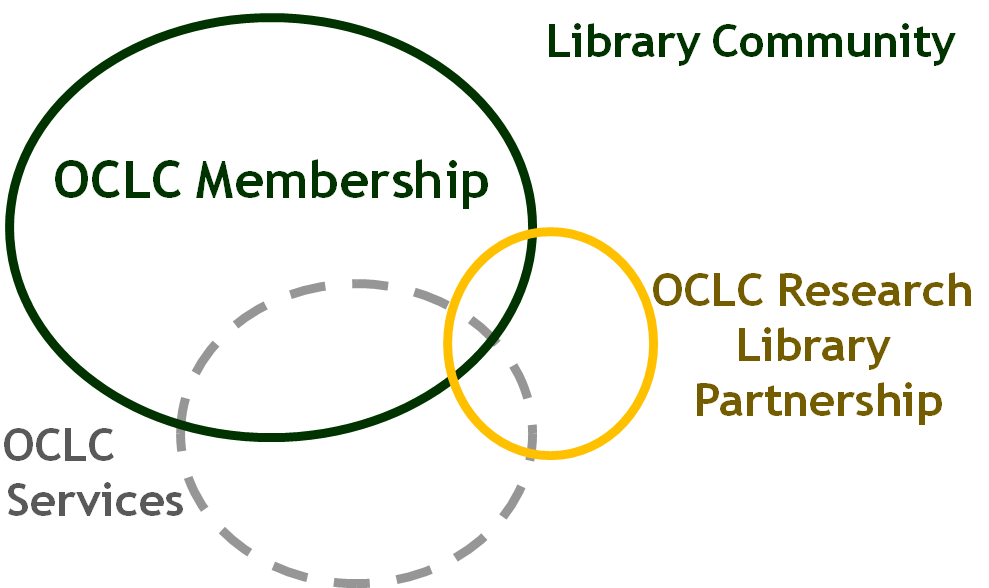 Library Community
OCLC Membership
OCLC Research
Library
Partnership
OCLC
Services